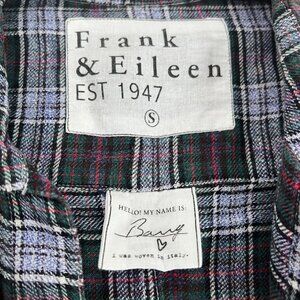 Frank
& Eileen
EST 1947
S
HELLO! MY NAME IS:
Barry
I was woven in italy.